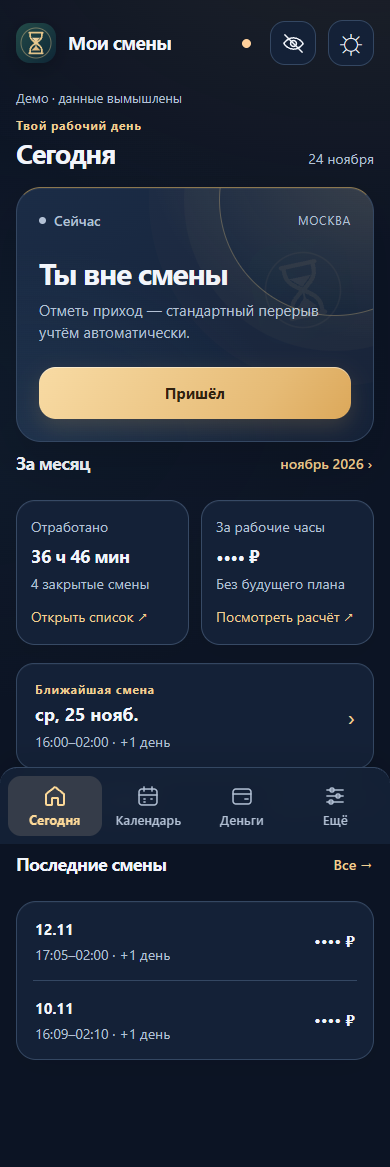 Мои смены
Демо · данные вымышлены
Твой рабочий день
Сегодня
24 ноября
Сейчас
МОСКВА
Ты вне смены
Отметь приход — стандартный перерыв
учтём автоматически.
Пришёл
За месяц
ноябрь 2026 ›
Отработано
36 ч 46 мин
4 закрытые смены
Открыть список ↗
За рабочие часы
•••• ₽
Без будущего плана
Посмотреть расчёт ↗
Ближайшая смена
ср, 25 нояб.
16:00–02:00 · +1 день
›
Сегодня
Календарь
Деньги
Ещё
Последние смены
Все →
12.11
17:05–02:00 · +1 день
•••• ₽
10.11
16:09–02:10 · +1 день
•••• ₽